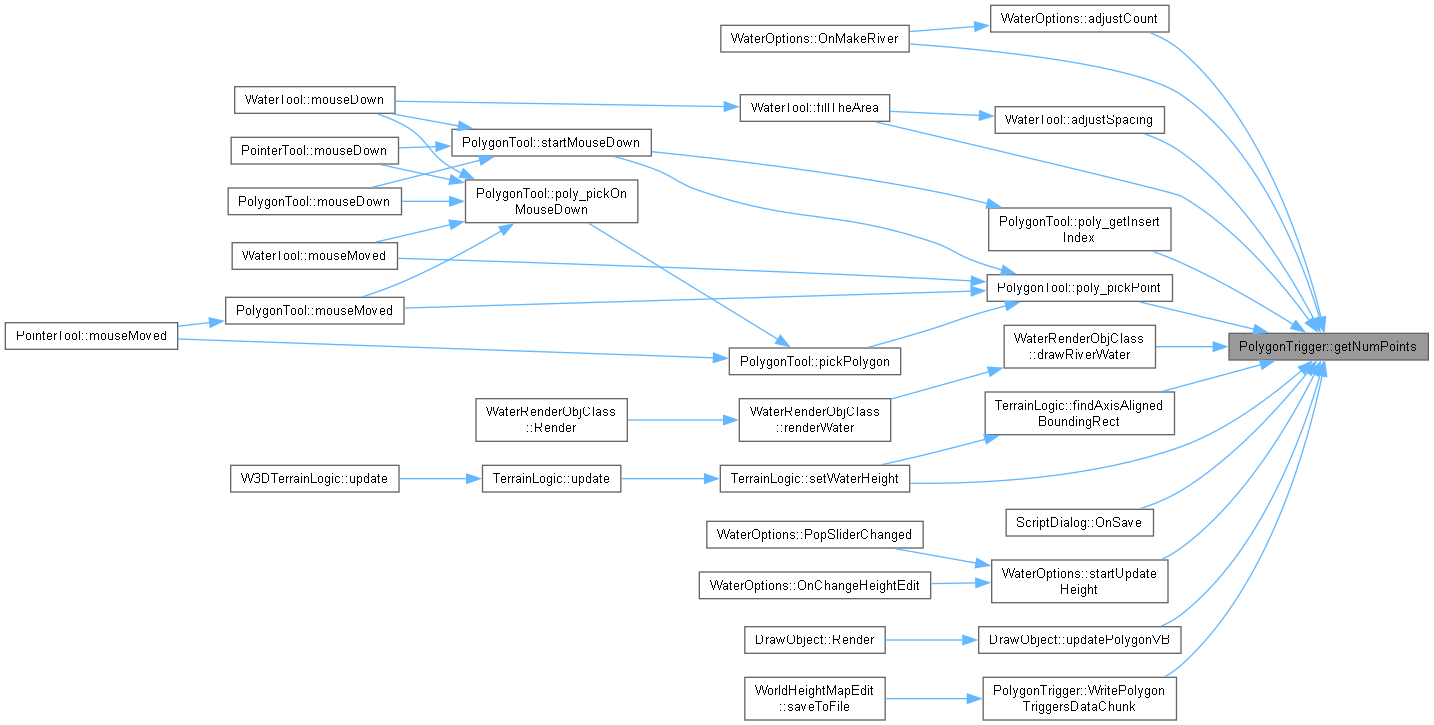 WaterOptions::adjustCount
WaterOptions::OnMakeRiver
WaterTool::mouseDown
WaterTool::fillTheArea
WaterTool::adjustSpacing
PolygonTool::startMouseDown
PointerTool::mouseDown
PolygonTool::poly_pickOn
MouseDown
PolygonTool::mouseDown
PolygonTool::poly_getInsert
Index
WaterTool::mouseMoved
PolygonTool::poly_pickPoint
PolygonTool::mouseMoved
PointerTool::mouseMoved
WaterRenderObjClass
::drawRiverWater
PolygonTrigger::getNumPoints
PolygonTool::pickPolygon
TerrainLogic::findAxisAligned
BoundingRect
WaterRenderObjClass
::Render
WaterRenderObjClass
::renderWater
W3DTerrainLogic::update
TerrainLogic::update
TerrainLogic::setWaterHeight
ScriptDialog::OnSave
WaterOptions::PopSliderChanged
WaterOptions::startUpdate
Height
WaterOptions::OnChangeHeightEdit
DrawObject::Render
DrawObject::updatePolygonVB
WorldHeightMapEdit
::saveToFile
PolygonTrigger::WritePolygon
TriggersDataChunk